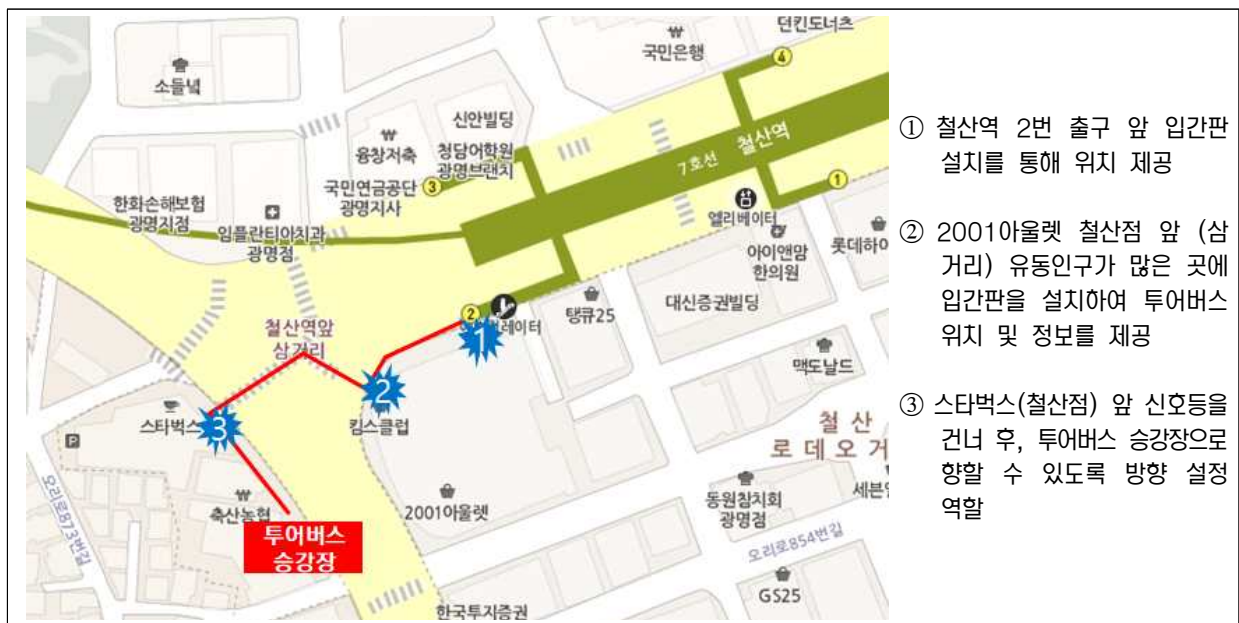 던킨도너츠
국민은행
4
소들녘
신안빌딩
융창저축
청담어학원
광명브랜치
3
국민연금공단
광명지사
7호선 철산역
1
엘리베이터
한화손해보험
광명지점
임플란티아치과
광명점
아이앤맘
한의원
롯데하이
2
탱큐25
대신증권빌딩
철산역앞
삼거리
1
맥도날드
2
킴스클럽
스타벅스
3
P
철 산
로 데 오 거
오리로873번길
축산농협
2001아울렛
동원참치회
광명점
세븐일
투어버스
승강장
오리로854번길
GS25
한국투자증권
① 철산역 2번 출구 앞 입간판
설치를 통해 위치 제공
② 2001아울렛 철산점 앞 (삼
거리) 유동인구가 많은 곳에
입간판을 설치하여 투어버스
위치 및 정보를 제공
③ 스타벅스(철산점) 앞 신호등을
건너 후, 투어버스 승강장으로
향할 수 있도록 방향 설정
역할